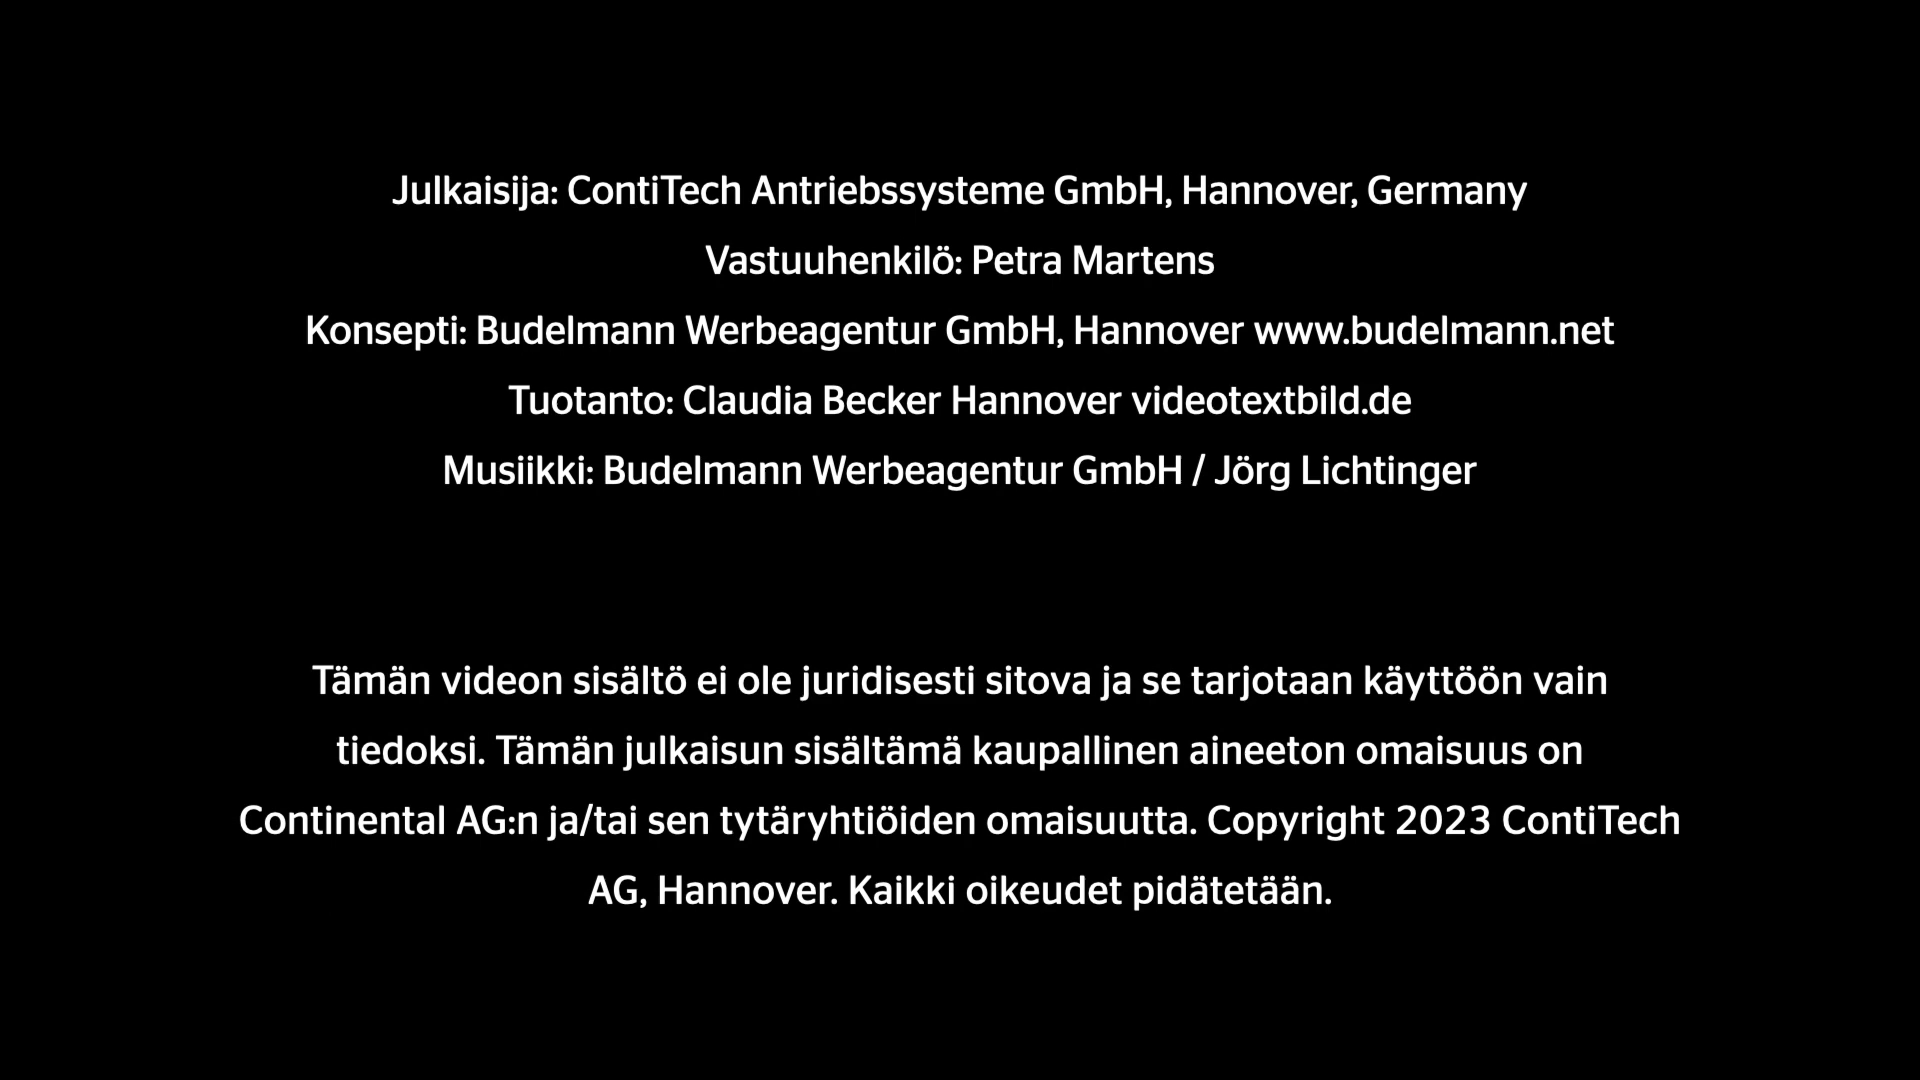 Julkaisija: ContiTech Antriebssysteme GmbH, Hannover, Germany
Vastuuhenkilö: Petra Martens
Konsepti: Budelmann Werbeagentur GmbH, Hannover www.budelmann.net
Tuotanto: Claudia Becker Hannover videotextbild.de
Musiikki: Budelmann Werbeagentur GmbH / Jörg Lichtinger
Tämän videon sisältö ei ole juridisesti sitova ja se tarjotaan käyttöön vain
tiedoksi. Tämän julkaisun sisältämä kaupallinen aineeton omaisuus on
Continental AG:n ja/tai sen tytäryhtiöiden omaisuutta. Copyright 2023 ContiTech
AG, Hannover. Kaikki oikeudet pidätetään.